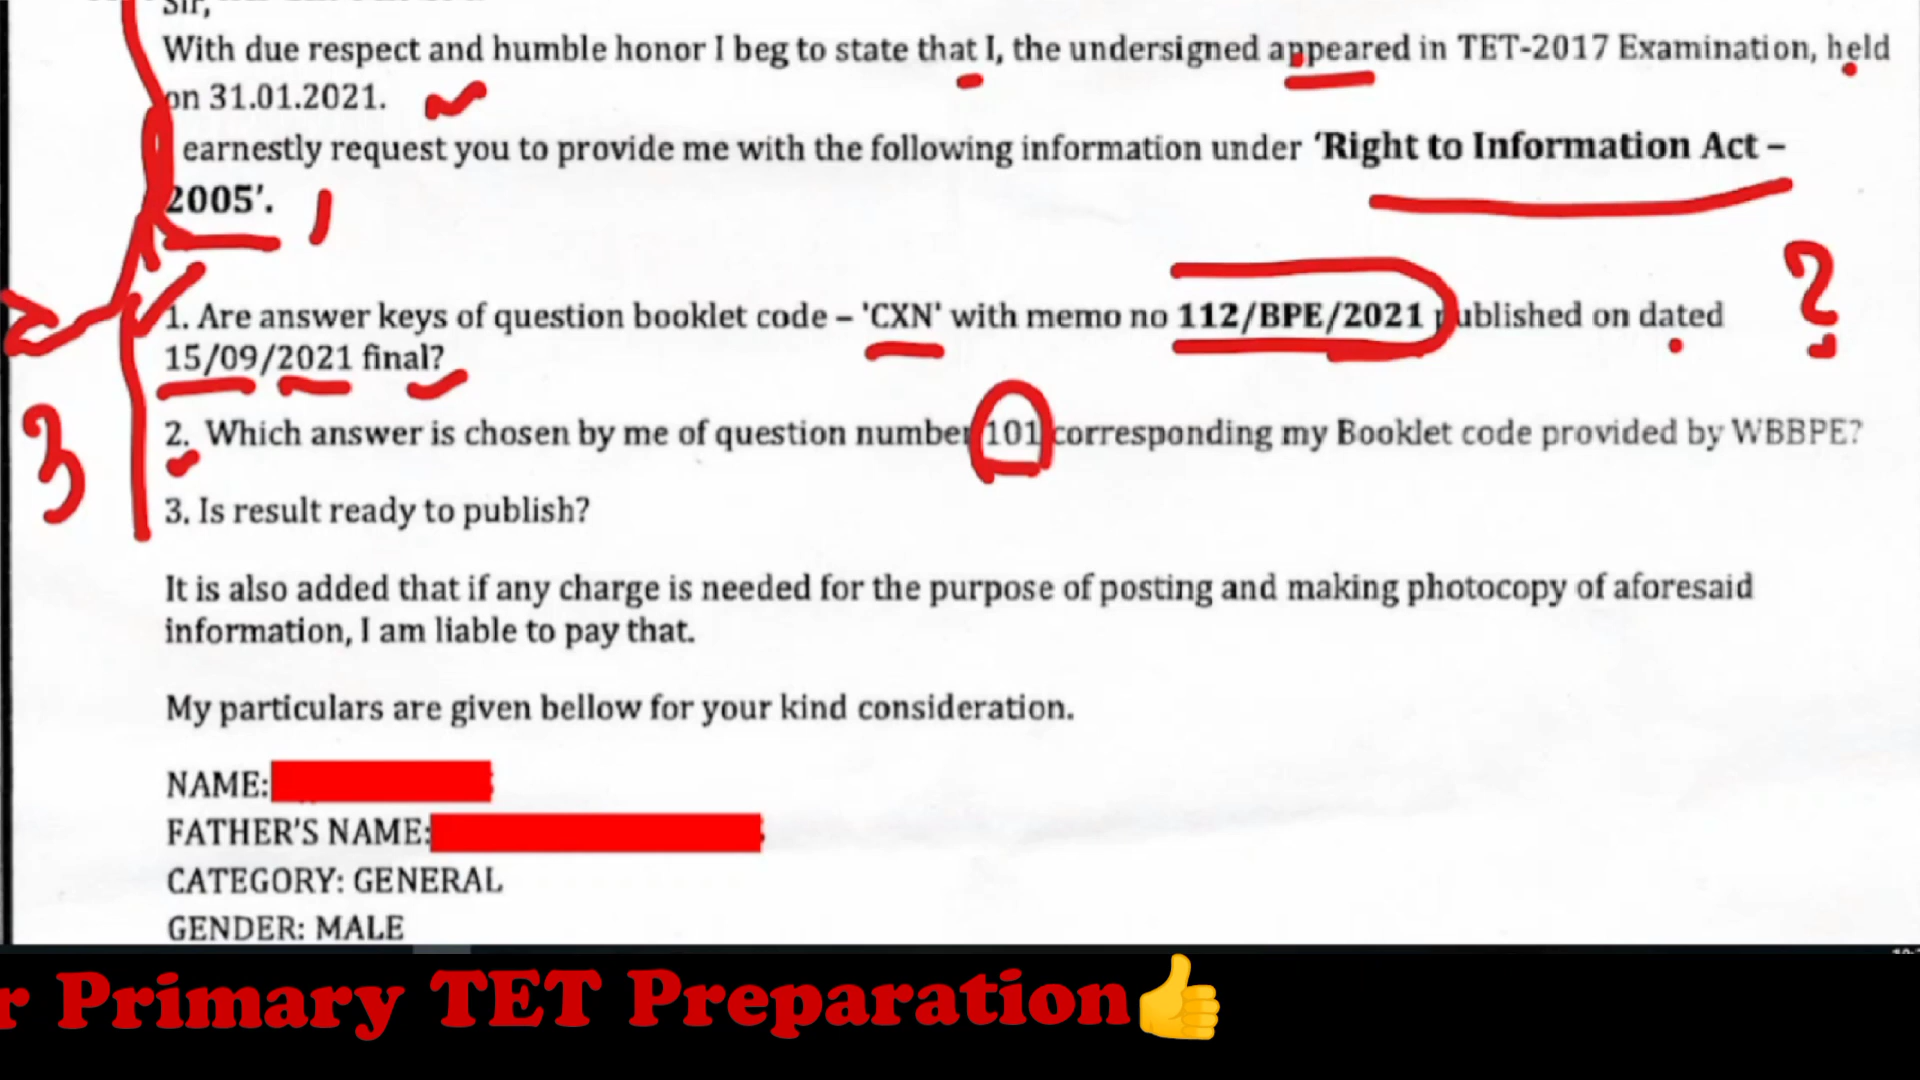 Sir,
With due respect and humble honor I beg to state that I, the undersigned appeared in TET-2017 Examination, held
on 31.01.2021.
earnestly request you to provide me with the following information under ‘Right to Information Act –
2005’.
1. Are answer keys of question booklet code – 'CXN' with memo no 112/BPE/2021 published on dated
?
15/09/2021 final?
3
2. Which answer is chosen by me of question number 101 corresponding my Booklet code provided by WBBPE?
3. Is result ready to publish?
It is also added that if any charge is needed for the purpose of posting and making photocopy of aforesaid
information, I am liable to pay that.
My particulars are given bellow for your kind consideration.
NAME:
FATHER'S NAME:
CATEGORY: GENERAL
GENDER: MALE
r Primary TET Preparation👍